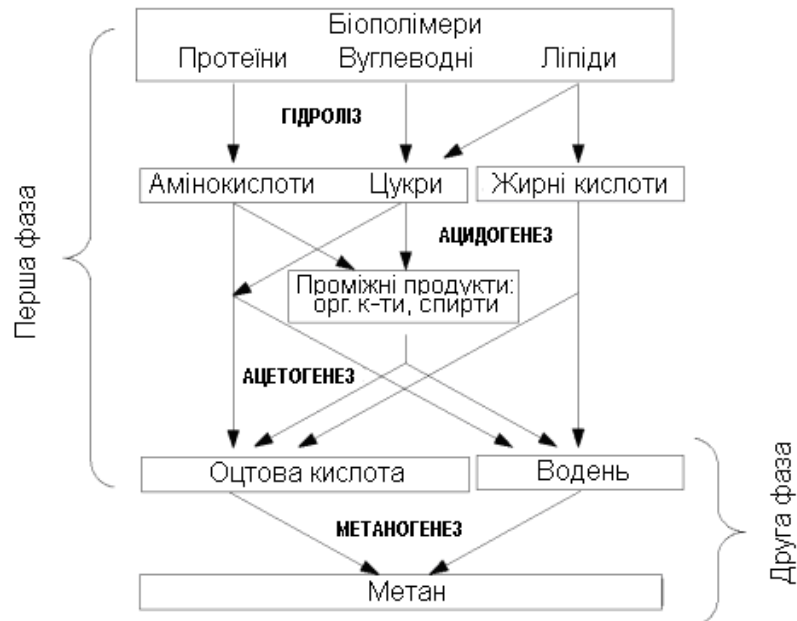 Біополімери
Протеїни Вуглеводні Ліпіди
ГІДРОЛІЗ
Амінокислоти Цукри Жирні кислоти
АЦИДОГЕНЕЗ
Проміжні продукти:
орг. к-ти, спирти
АЦЕТОГЕНЕЗ
Оцтова кислота Водень
МЕТАНОГЕНЕЗ
Метан
Перша фаза
Друга фаза